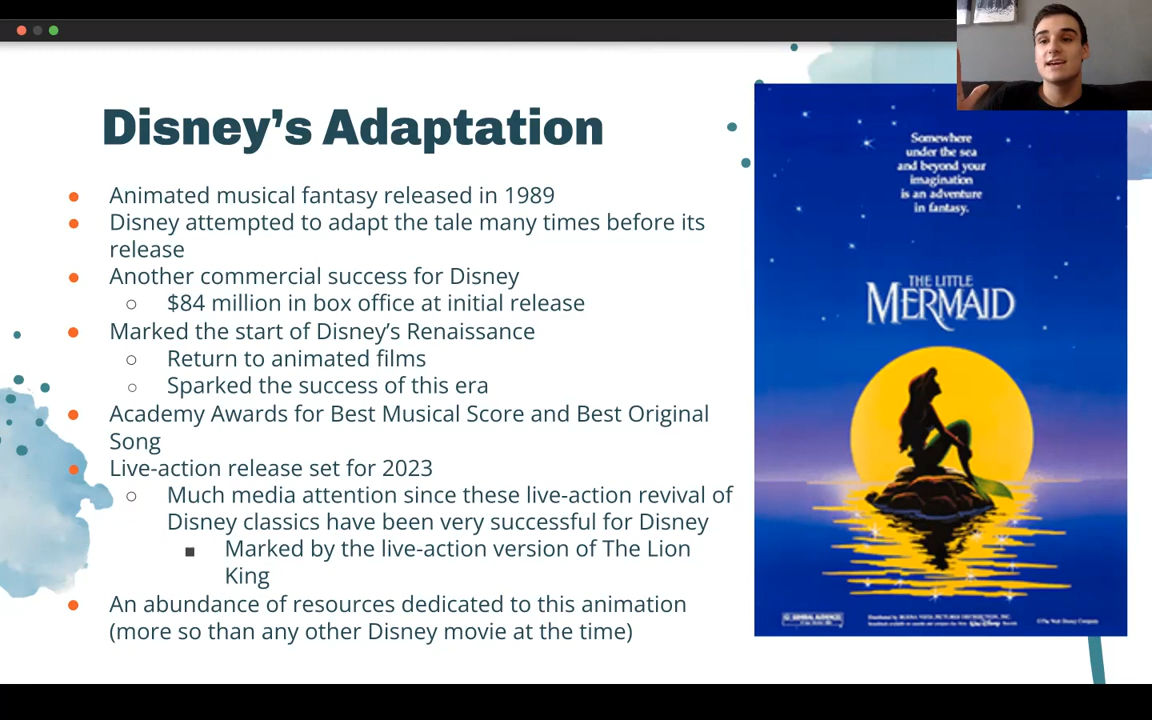 Disney's Adaptation
Animated musical fantasy released in 1989
Disney attempted to adapt the tale many times before its
release
Another commercial success for Disney
$84 million in box office at initial release
Marked the start of Disney's Renaissance
Return to animated films
Sparked the success of this era
Academy Awards for Best Musical Score and Best Original
Song
Live-action release set for 2023
Much media attention since these live-action revival of
Disney classics have been very successful for Disney
Marked by the live-action version of The Lion
King
An abundance of resources dedicated to this animation
(more so than any other Disney movie at the time)
Somewhere
under the sea
and beyond your
imagination
is an adventure
in fantasy.
THE LITTLE
MERMAID